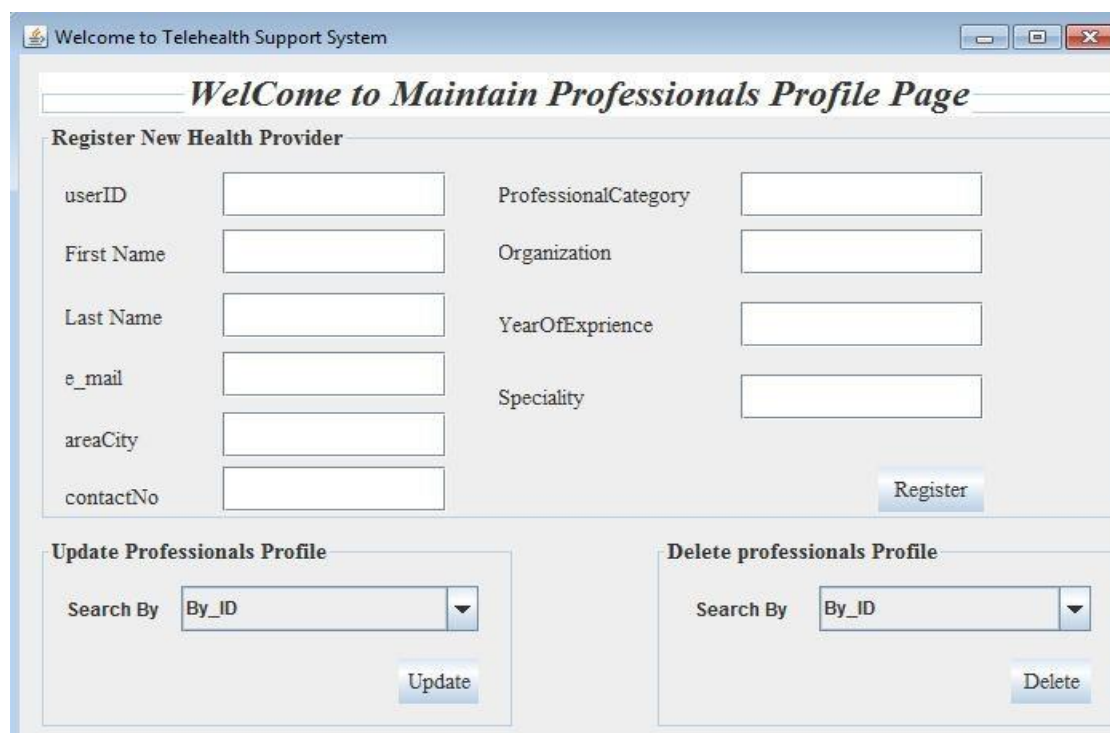 Welcome to Telehealth Support System
WelCome to Maintain Professionals Profile Page
Register New Health Provider
userID
ProfessionalCategory
First Name
Organization
Last Name
YearOfExprience
e_mail
Speciality
areaCity
contactNo
Register
Update Professionals Profile
Delete professionals Profile
Search By By_ID
Search By By_ID
Update
Delete